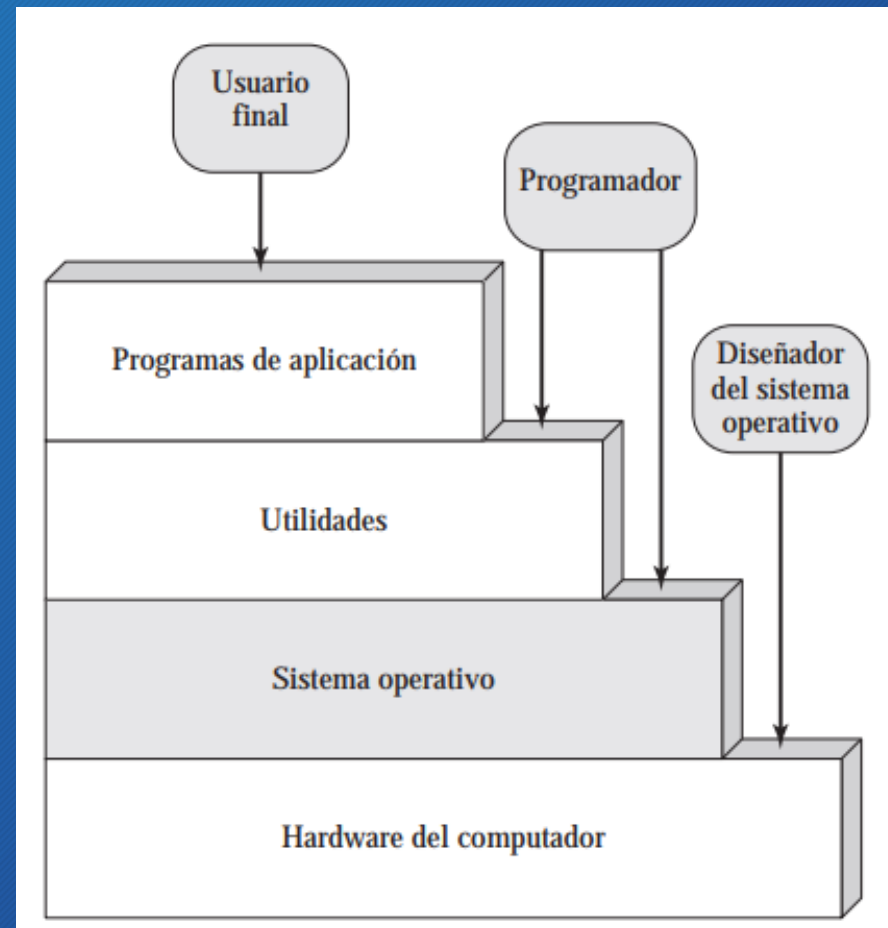 Usuario
final
Programador
Diseñador
del sistema
operativo
Programas de aplicación
Utilidades
Sistema operativo
Hardware del computador